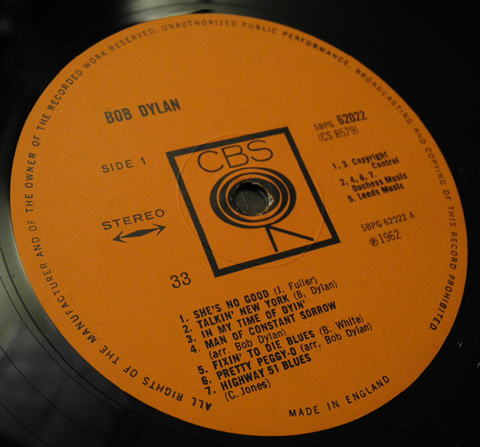 ALL RIGHTS OF THE MANUFACTURER AND OF THE OWNER OF THE RECORDED WORK RESERVED. UNAUTHORIZED PUBLIC PERFORMANCE, BROADCASTING AND COPYING OF THIS RECORD PROHIBITED
BOB DYLAN
SBPG 62022
(CS 8579)
SIDE 1
CBS
1, 3. Copyright
Control
2, 4, 6, 7.
Duchess Music
5. Leeds Music
STEREO
SBPG 62022 A
℗ 1962
33
1. SHE'S NO GOOD (J. Fuller)
2. TALKIN' NEW YORK (B. Dylan)
3. IN MY TIME OF DYIN'
4. MAN OF CONSTANT SORROW
(arr. Bob Dylan)
5. FIXIN' TO DIE BLUES (B. White)
6. PRETTY PEGGY-O (arr. Bob Dylan)
7. HIGHWAY 51 BLUES
(C. Jones)
MADE IN ENGLAND